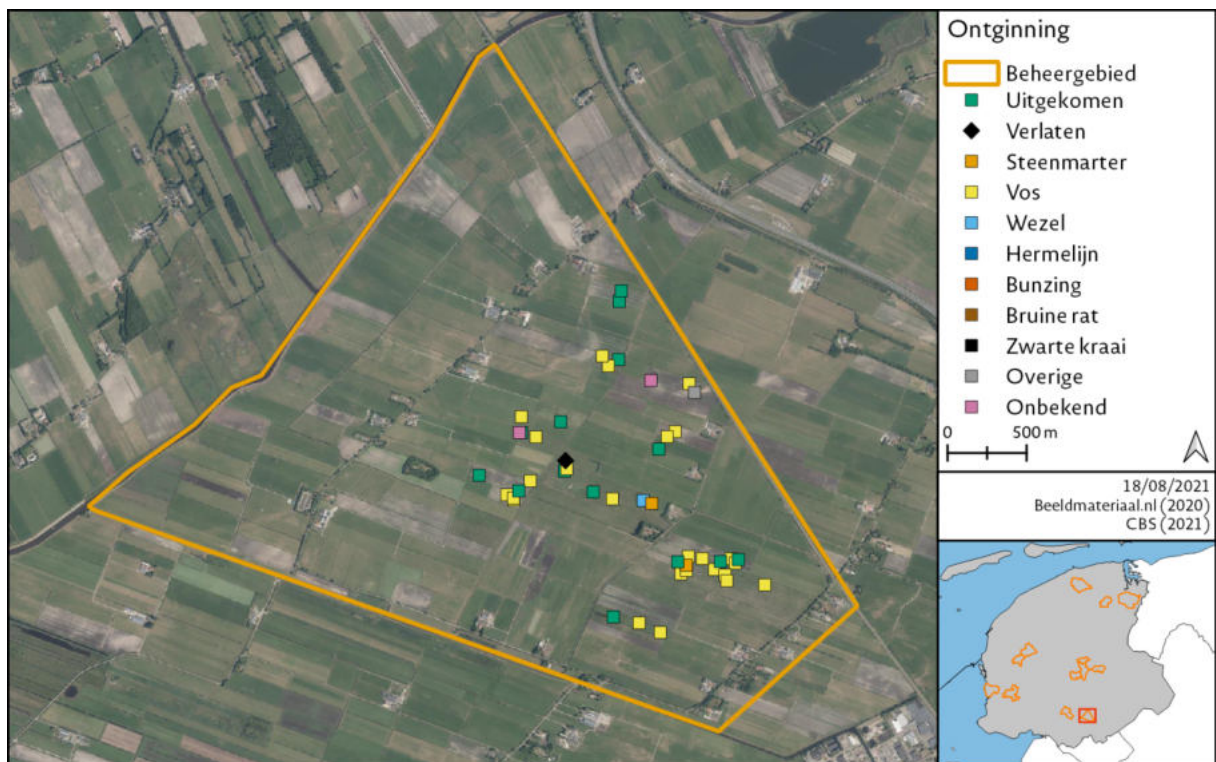 Ontginning
Beheergebied
Uitgekomen
Verlaten
Steenmarter
Vos
Wezel
Hermelijn
Bunzing
Bruine rat
Zwarte kraai
Overige
Onbekend
0 500 m
18/08/2021
Beeldmateriaal.nl (2020)
CBS (2021)